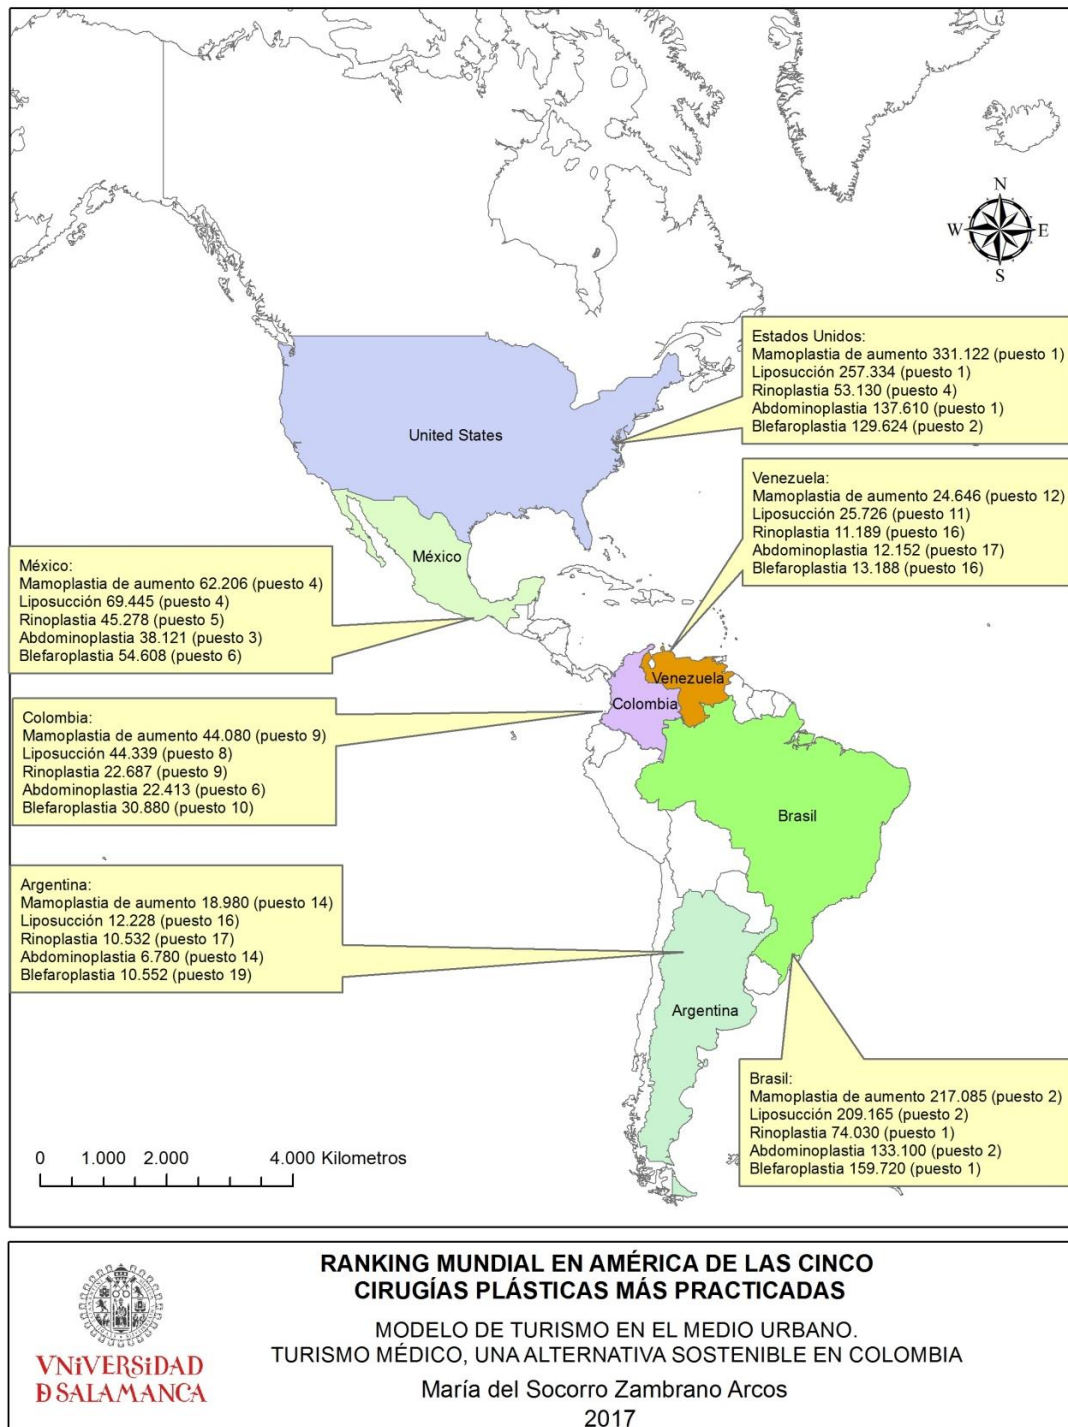 N
W
E
S
Estados Unidos:
Mamoplastia de aumento 331.122 (puesto 1)
Liposucción 257.334 (puesto 1)
Rinoplastia 53.130 (puesto 4)
Abdominoplastia 137.610 (puesto 1)
Blefaroplastia 129.624 (puesto 2)
United States
Venezuela:
Mamoplastia de aumento 24.646 (puesto 12)
Liposucción 25.726 (puesto 11)
Rinoplastia 11.189 (puesto 16)
Abdominoplastia 12.152 (puesto 17)
Blefaroplastia 13.188 (puesto 16)
México
México:
Mamoplastia de aumento 62.206 (puesto 4)
Liposucción 69.445 (puesto 4)
Rinoplastia 45.278 (puesto 5)
Abdominoplastia 38.121 (puesto 3)
Blefaroplastia 54.608 (puesto 6)
Venezuela
Colombia
Colombia:
Mamoplastia de aumento 44.080 (puesto 9)
Liposucción 44.339 (puesto 8)
Rinoplastia 22.687 (puesto 9)
Abdominoplastia 22.413 (puesto 6)
Blefaroplastia 30.880 (puesto 10)
Brasil
Argentina:
Mamoplastia de aumento 18.980 (puesto 14)
Liposucción 12.228 (puesto 16)
Rinoplastia 10.532 (puesto 17)
Abdominoplastia 6.780 (puesto 14)
Blefaroplastia 10.552 (puesto 19)
Argentina
Brasil:
Mamoplastia de aumento 217.085 (puesto 2)
Liposucción 209.165 (puesto 2)
Rinoplastia 74.030 (puesto 1)
Abdominoplastia 133.100 (puesto 2)
Blefaroplastia 159.720 (puesto 1)
0 1.000 2.000 4.000 Kilometros
RANKING MUNDIAL EN AMÉRICA DE LAS CINCO
CIRUGÍAS PLÁSTICAS MÁS PRACTICADAS
MODELO DE TURISMO EN EL MEDIO URBANO.
TURISMO MÉDICO, UNA ALTERNATIVA SOSTENIBLE EN COLOMBIA
María del Socorro Zambrano Arcos
2017
VNiVERSiDAD
D SALAMANCA